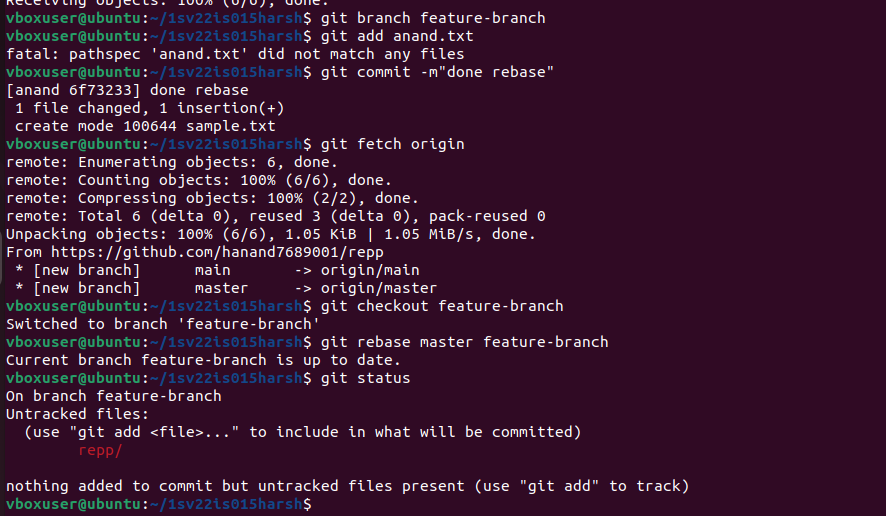 Receiving objects: 100% (6/6), done.
vboxuser@ubuntu:~/1sv22is015harsh$ git branch feature-branch
vboxuser@ubuntu:~/1sv22is015harsh$ git add anand.txt
fatal: pathspec 'anand.txt' did not match any files
vboxuser@ubuntu:~/1sv22is015harsh$ git commit -m"done rebase"
[anand 6f73233] done rebase
 1 file changed, 1 insertion(+)
 create mode 100644 sample.txt
vboxuser@ubuntu:~/1sv22is015harsh$ git fetch origin
remote: Enumerating objects: 6, done.
remote: Counting objects: 100% (6/6), done.
remote: Compressing objects: 100% (2/2), done.
remote: Total 6 (delta 0), reused 3 (delta 0), pack-reused 0
Unpacking objects: 100% (6/6), 1.05 KiB | 1.05 MiB/s, done.
From https://github.com/hanand7689001/repp
 * [new branch]      main       -> origin/main
 * [new branch]      master     -> origin/master
vboxuser@ubuntu:~/1sv22is015harsh$ git checkout feature-branch
Switched to branch 'feature-branch'
vboxuser@ubuntu:~/1sv22is015harsh$ git rebase master feature-branch
Current branch feature-branch is up to date.
vboxuser@ubuntu:~/1sv22is015harsh$ git status
On branch feature-branch
Untracked files:
  (use "git add <file>..." to include in what will be committed)
        repp/

nothing added to commit but untracked files present (use "git add" to track)
vboxuser@ubuntu:~/1sv22is015harsh$